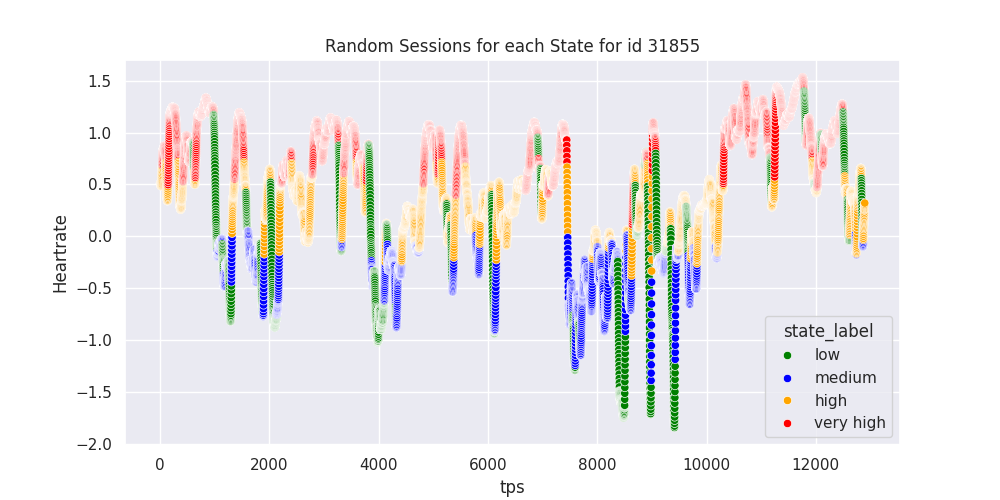 Random Sessions for each State for id 31855
Heartrate
1.5
1.0
0.5
0.0
−0.5
−1.0
−1.5
−2.0
0
2000
4000
6000
8000
10000
12000
tps
state_label
low
medium
high
very high